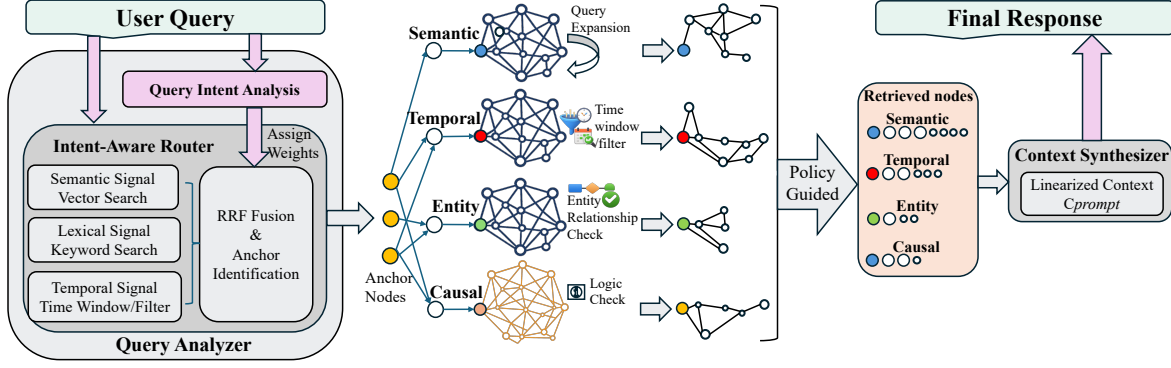 User Query
Query Intent Analysis
Assign
Weights
Intent-Aware Router
Semantic Signal
Vector Search
Lexical Signal
Keyword Search
Temporal Signal
Time Window/Filter
RRF Fusion
&
Anchor
Identification
Query Analyzer
Anchor
Nodes
Semantic
Query
Expansion
Temporal
Time
window
/filter
Entity
Entity
Relationship
Check
Causal
Logic
Check
Policy
Guided
Retrieved nodes
Semantic
Temporal
Entity
Causal
Final Response
Context Synthesizer
Linearized Context
Cprompt